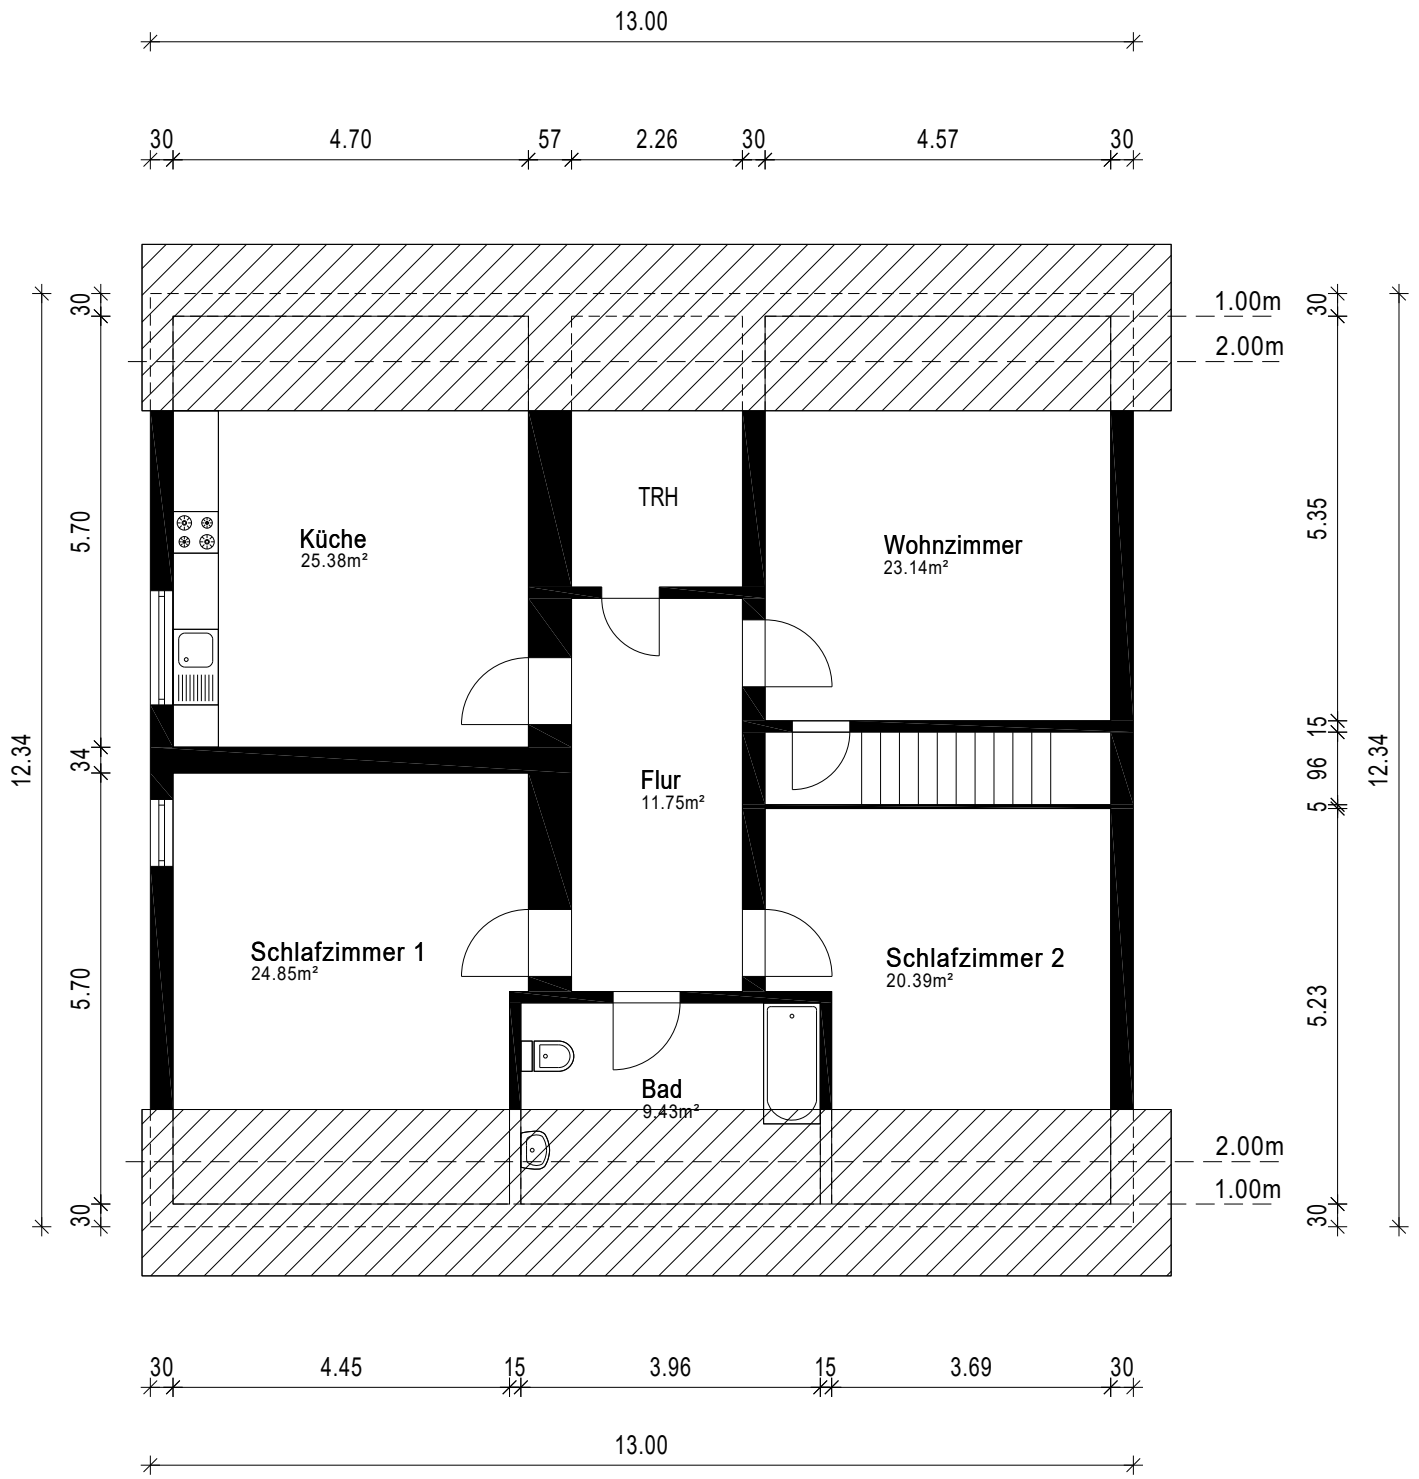 13.00
30 4.70 57 2.26 30 4.57 30
30 1.00m 30
2.00m
TRH
5.70 5.35
Küche
25.38m²
Wohnzimmer
23.14m²
12.34 34 15 96 5 12.34
Flur
11.75m²
Schlafzimmer 1
24.85m²
Schlafzimmer 2
20.39m²
5.70 5.23
Bad
9.43m²
2.00m
1.00m
30 30
30 4.45 15 3.96 15 3.69 30
13.00